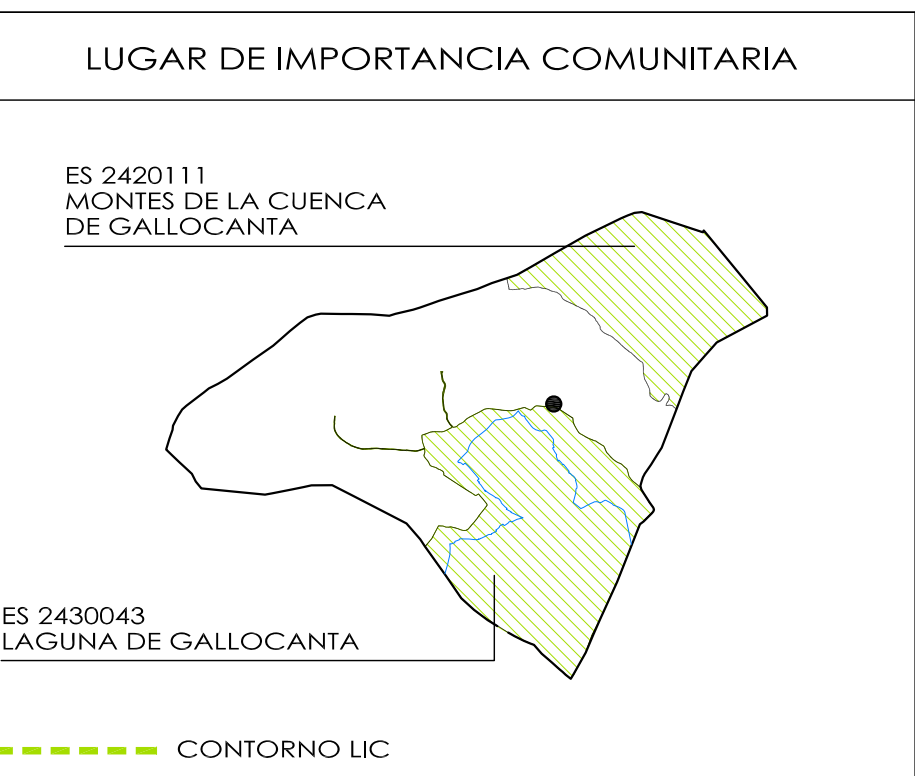 LUGAR DE IMPORTANCIA COMUNITARIA
ES 2420111
MONTES DE LA CUENCA
DE GALLOCANTA
ES 2430043
LAGUNA DE GALLOCANTA
CONTORNO LIC